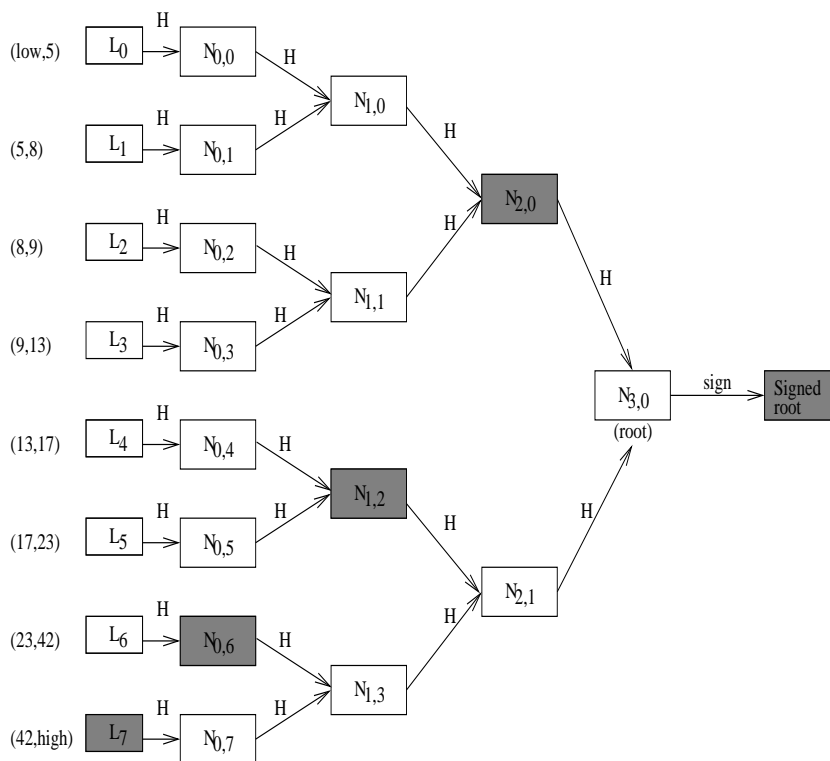 (low,5) L0 H N0,0 H
N1,0
(5,8) L1 H N0,1 H
H
N2,0
(8,9) L2 H N0,2 H
N1,1
H
(9,13) L3 H N0,3 H
H
N3,0
(root)
sign
Signed
root
(13,17) L4 H N0,4 H
N1,2
(17,23) L5 H N0,5 H
H
N2,1
H
(23,42) L6 H N0,6 H
N1,3
H
(42,high) L7 H N0,7 H